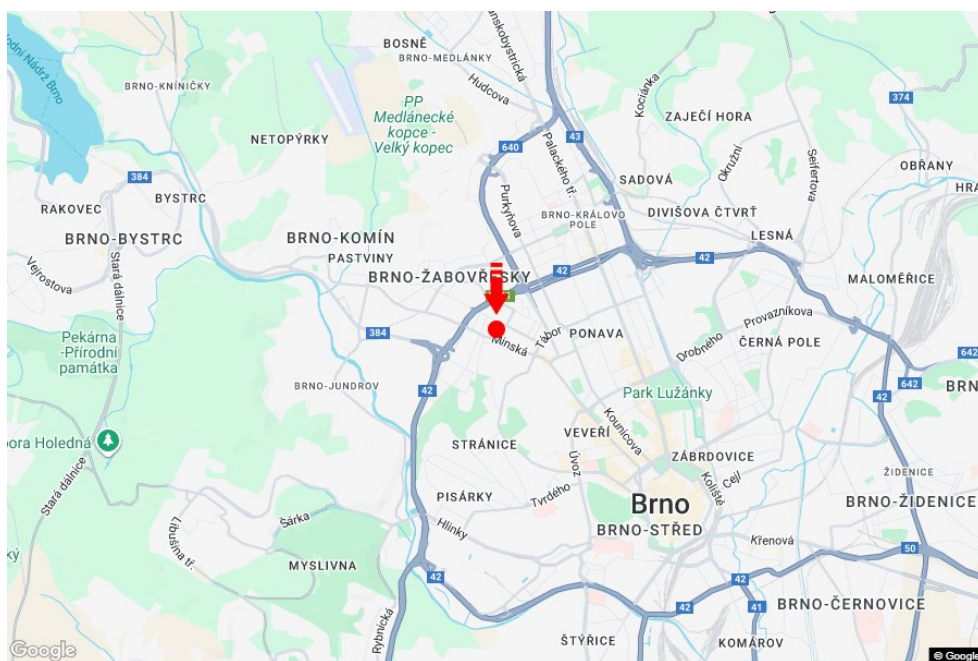 BOSNĚ
BRNO-MEDLÁNKY
Hudcova
BRNO-KNÍNIČKY
PP
Medlánecké
kopce -
Velký kopec
NETOPÝRKY
640
43
Palackého tř.
Kociánka
ZAJEČÍ HORA
374
Okružní
Seifertova
OBŘANY
384
BYSTRC
RAKOVEC
BRNO-BYSTRC
Vejrostova
Stará dálnice
BRNO-KOMÍN
PASTVINY
Purkyňova
SADOVÁ
BRNO-KRÁLOVO
POLE
DIVIŠOVA ČTVRŤ
LESNÁ
42
42
BRNO-ŽABOVŘESKY
MALOMĚŘICE
Pekárna
-Přírodní
památka
384
Minská
Tábor
PONAVA
Provazníkova
Drobného
ČERNÁ POLE
642
42
642
BRNO-JUNDROV
42
Park Lužánky
Kounicova
VEVEŘÍ
STRÁNICE
Úvoz
ZÁBRDOVICE
Cejl
Koliště
ŽIDENICE
BRNO-ŽIDENICE
Stará dálnice
PISÁRKY
Tvrdého
Brno
BRNO-STŘED
Šárka
Libušina tř.
Hlinky
Křenová
50
MYSLIVNA
42
42
42
41
BRNO-ČERNOVICE
Rybnická
ŠTÝŘICE
KOMÁROV
Google